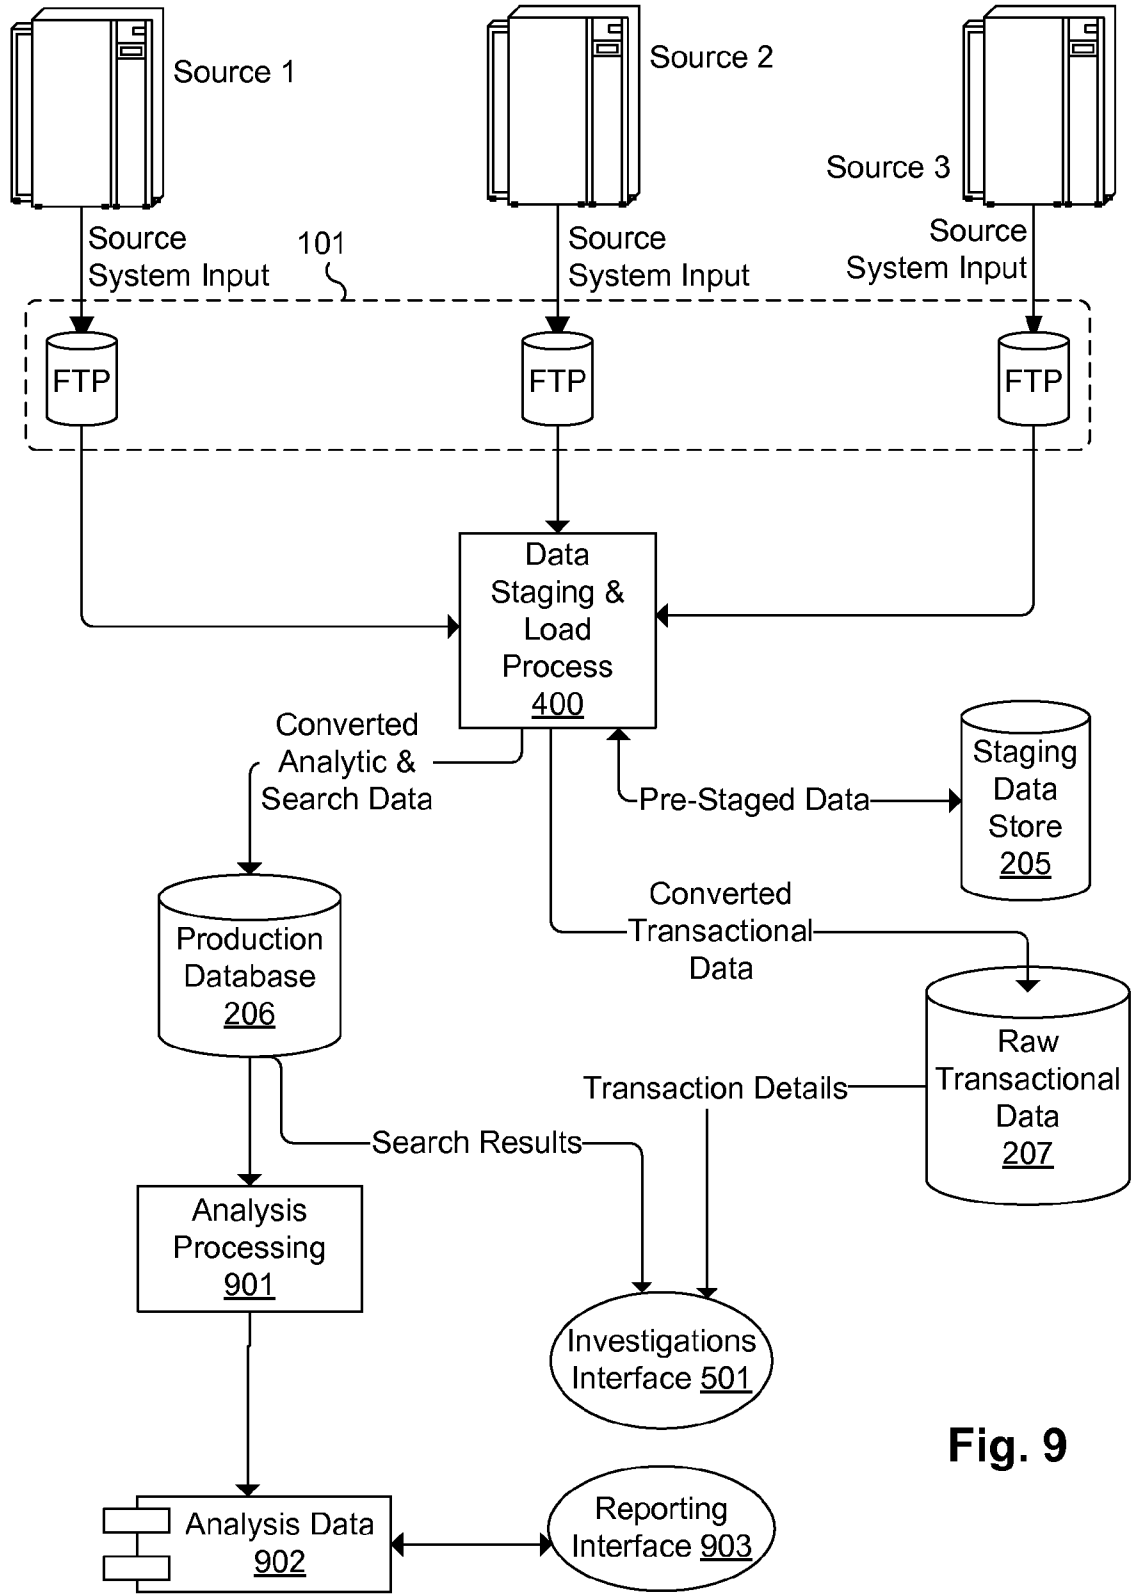 Source 1
Source 2
Source 3
Source
System Input
101
Source
System Input
Source
System Input
FTP
FTP
FTP
Data
Staging &
Load
Process
400
Converted
Analytic &
Search Data
Pre-Staged Data
Staging
Data
Store
205
Converted
Transactional
Data
Production
Database
206
Raw
Transactional
Data
207
Transaction Details
Search Results
Analysis
Processing
901
Investigations
Interface 501
Fig. 9
Analysis Data
902
Reporting
Interface 903